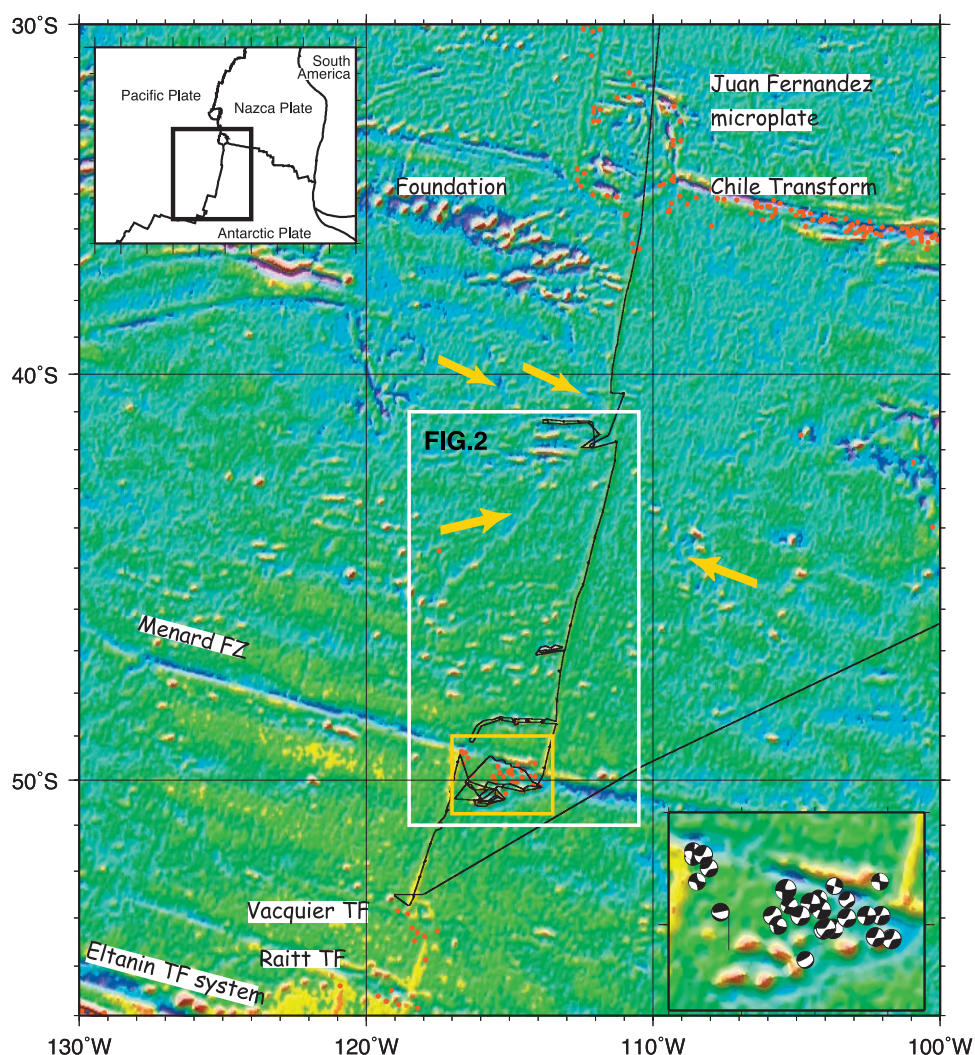 30°S
South
America
Pacific Plate
Nazca Plate
Antarctic Plate
Juan Fernandez
microplate
Foundation
Chile Transform
40°S
FIG.2
Menard FZ
50°S
Vacquier TF
Raitt TF
Eltanin TF system
130°W
120°W
110°W
100°W